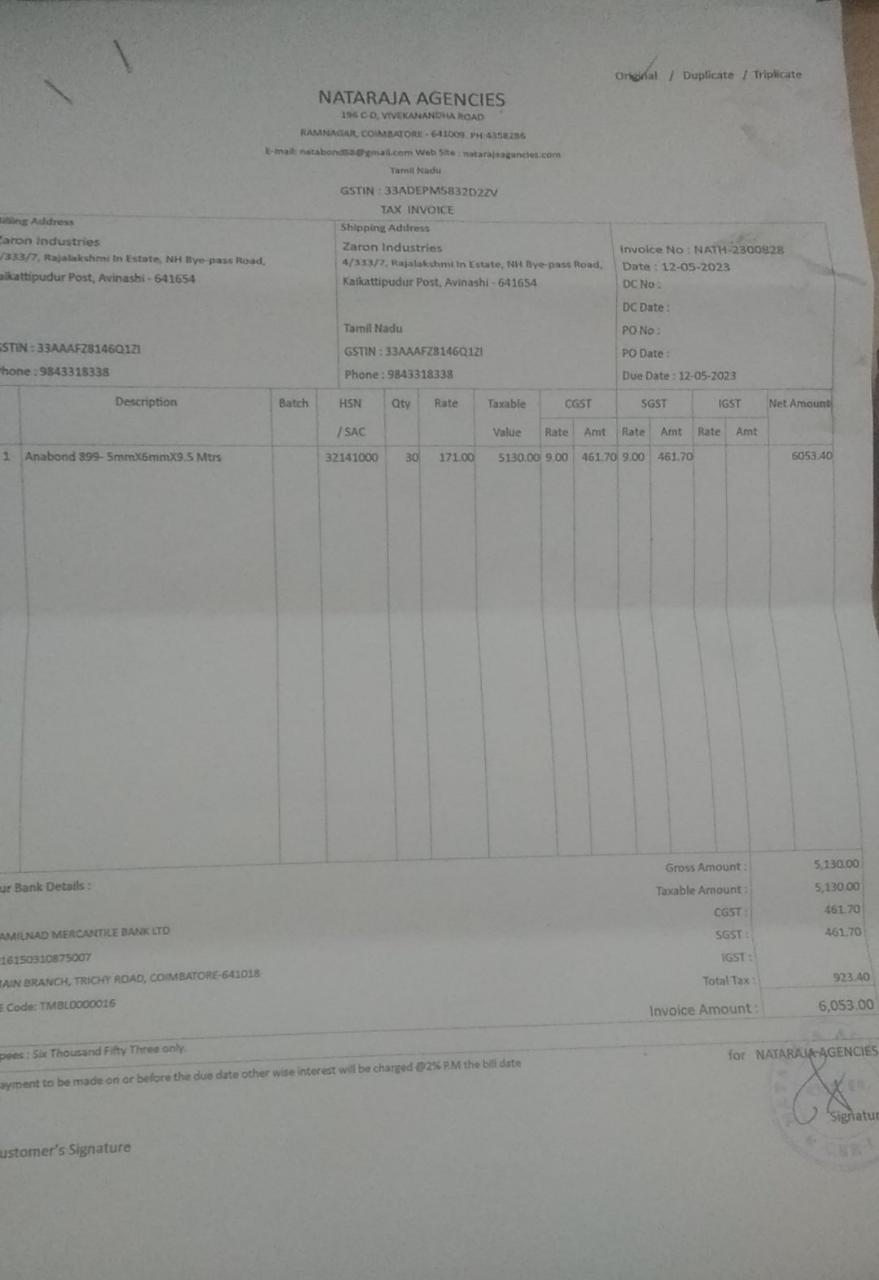 Original / Duplicate / Triplicate
NATARAJA AGENCIES
196 C-D, VIVEKANANDHA ROAD
RAMNAGAR, COIMBATORE - 641009. PH:4358286
E-mail: natabond88@gmail.com Web Site : natarajaagencies.com
Tamil Nadu
GSTIN : 33ADEPM5832D2ZV
TAX INVOICE
illing Address
Zaron Industries
/333/7, Rajalakshmi In Estate, NH Bye-pass Road,
aikattipudur Post, Avinashi - 641654
GSTIN : 33AAAFZ8146Q1ZI
hone : 9843318338
Shipping Address
Zaron Industries
4/333/7, Rajalakshmi In Estate, NH Bye-pass Road,
Kaikattipudur Post, Avinashi - 641654
Tamil Nadu
GSTIN : 33AAAFZ8146Q1ZI
Phone : 9843318338
Invoice No : NATH-2300828
Date : 12-05-2023
DC No :
DC Date :
PO No :
PO Date :
Due Date : 12-05-2023
Description Batch HSN Qty Rate Taxable CGST SGST IGST Net Amount
/ SAC Value Rate Amt Rate Amt Rate Amt
1 Anabond 899- 5mmX6mmX9.5 Mtrs 32141000 30 171.00 5130.00 9.00 461.70 9.00 461.70 6053.40
Gross Amount : 5,130.00
Taxable Amount : 5,130.00
CGST : 461.70
SGST : 461.70
IGST :
Total Tax : 923.40
Invoice Amount : 6,053.00
ur Bank Details :
AMILNAD MERCANTILE BANK LTD
16150310875007
AIN BRANCH, TRICHY ROAD, COIMBATORE-641018
Code: TMBL0000016
pees : Six Thousand Fifty Three only.
ayment to be made on or before the due date other wise interest will be charged @2% P.M the bill date
for NATARAJA AGENCIES
Signatur
ustomer's Signature